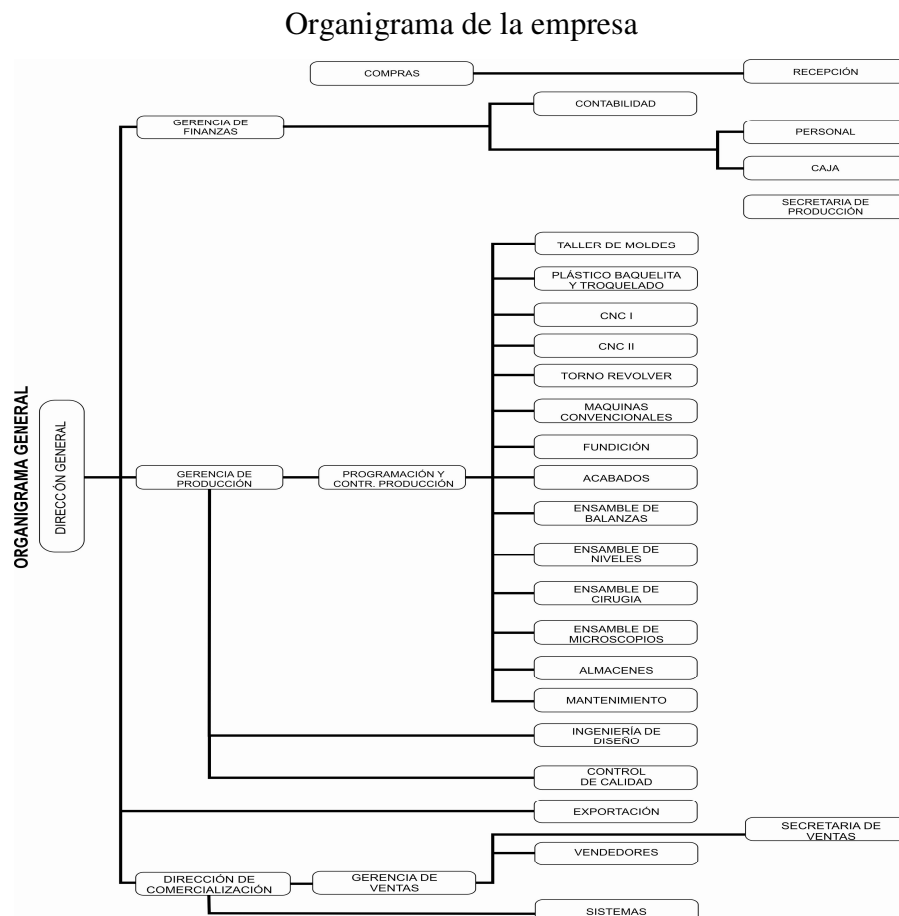 Organigrama de la empresa
COMPRAS
RECEPCIÓN
CONTABILIDAD
GERENCIA DE
FINANZAS
PERSONAL
CAJA
SECRETARIA DE
PRODUCCIÓN
TALLER DE MOLDES
PLÁSTICO BAQUELITA
Y TROQUELADO
CNC I
CNC II
TORNO REVOLVER
MAQUINAS
CONVENCIONALES
FUNDICIÓN
ORGANIGRAMA GENERAL
DIRECCÓN GENERAL
GERENCIA DE
PRODUCCIÓN
PROGRAMACIÓN Y
CONTR. PRODUCCIÓN
ACABADOS
ENSAMBLE DE
BALANZAS
ENSAMBLE DE
NIVELES
ENSAMBLE DE
CIRUGIA
ENSAMBLE DE
MICROSCOPIOS
ALMACENES
MANTENIMIENTO
INGENIERÍA DE
DISEÑO
CONTROL
DE CALIDAD
EXPORTACIÓN
SECRETARIA DE
VENTAS
VENDEDORES
DIRECCIÓN DE
COMERCIALIZACIÓN
GERENCIA DE
VENTAS
SISTEMAS